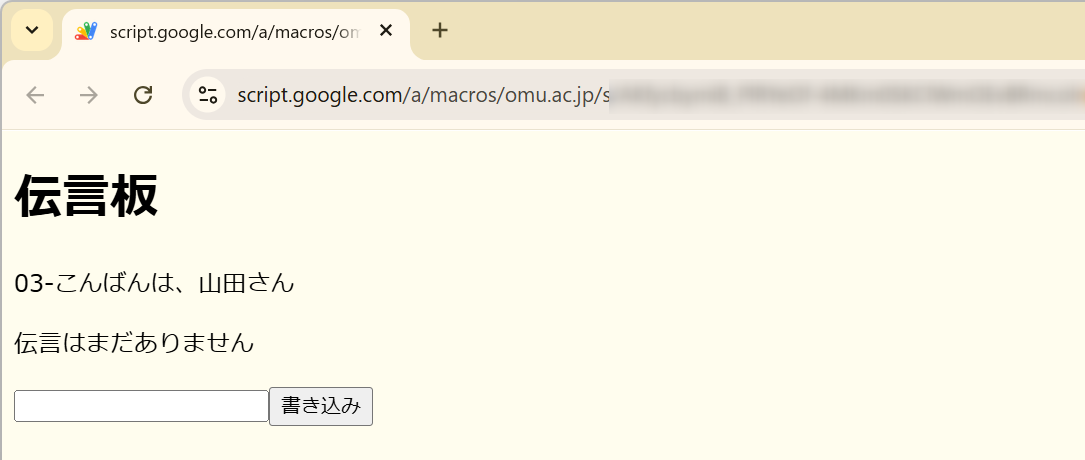 script.google.com/a/macros/om
script.google.com/a/macros/omu.ac.jp/s
伝言板
03-こんばんは、山田さん
伝言はまだありません
書き込み